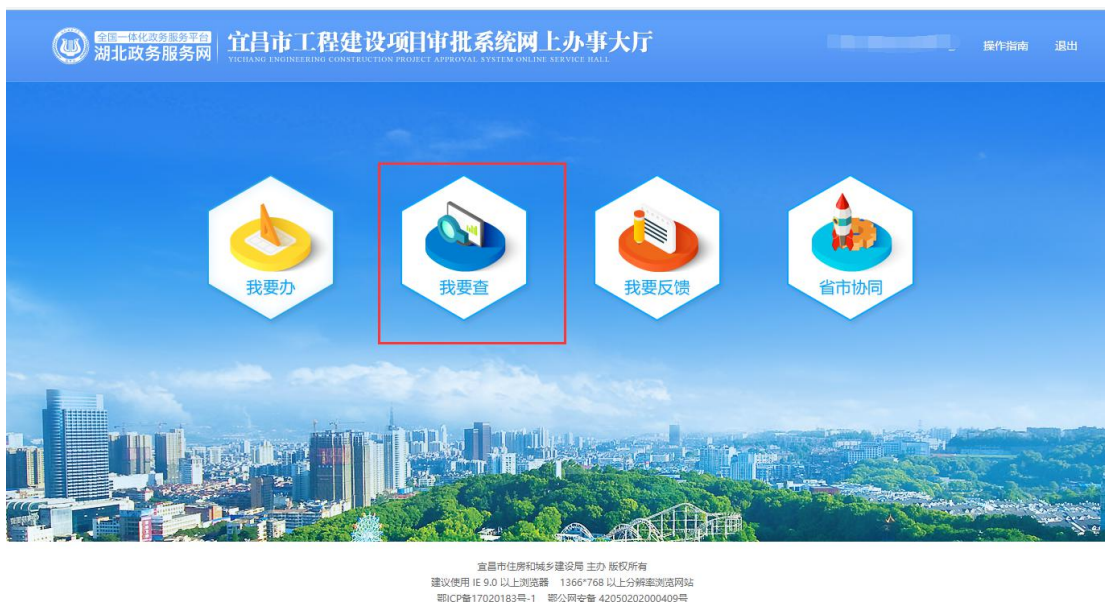 全国一体化政务服务平台
湖北政务服务网
宜昌市工程建设项目审批系统网上办事大厅
YICHANG ENGINEERING CONSTRUCTION PROJECT APPROVAL SYSTEM ONLINE SERVICE HALL
操作指南 退出
我要办 我要查 我要反馈 省市协同
宜昌市住房和城乡建设局 主办 版权所有
建议使用 IE 9.0 以上浏览器 1366*768 以上分辨率浏览网站
鄂ICP备17020183号-1 鄂公网安备 42050202000409号